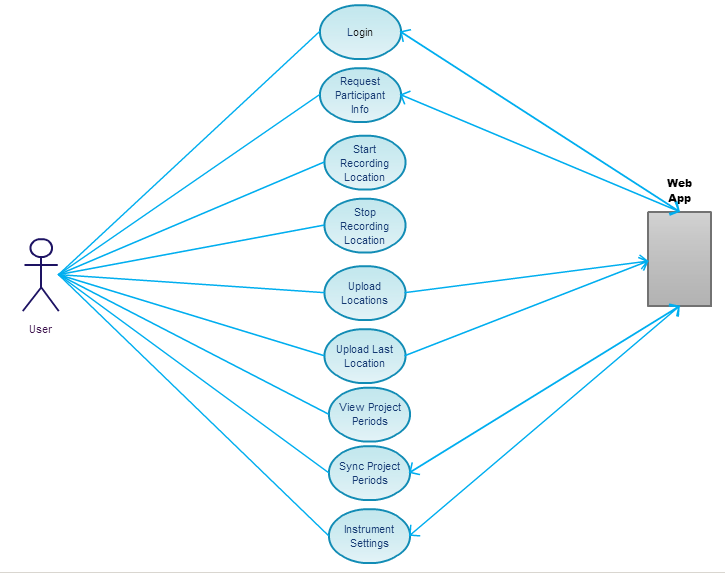 Login
Request
Participant
Info
Start
Recording
Location
Web
App
Stop
Recording
Location
Upload
Locations
User
Upload Last
Location
View Project
Periods
Sync Project
Periods
Instrument
Settings